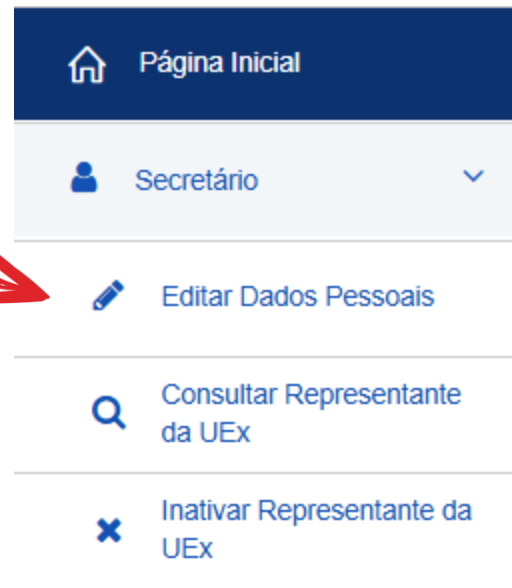 Página Inicial
Secretário
Editar Dados Pessoais
Consultar Representante
da UEx
Inativar Representante da
UEx